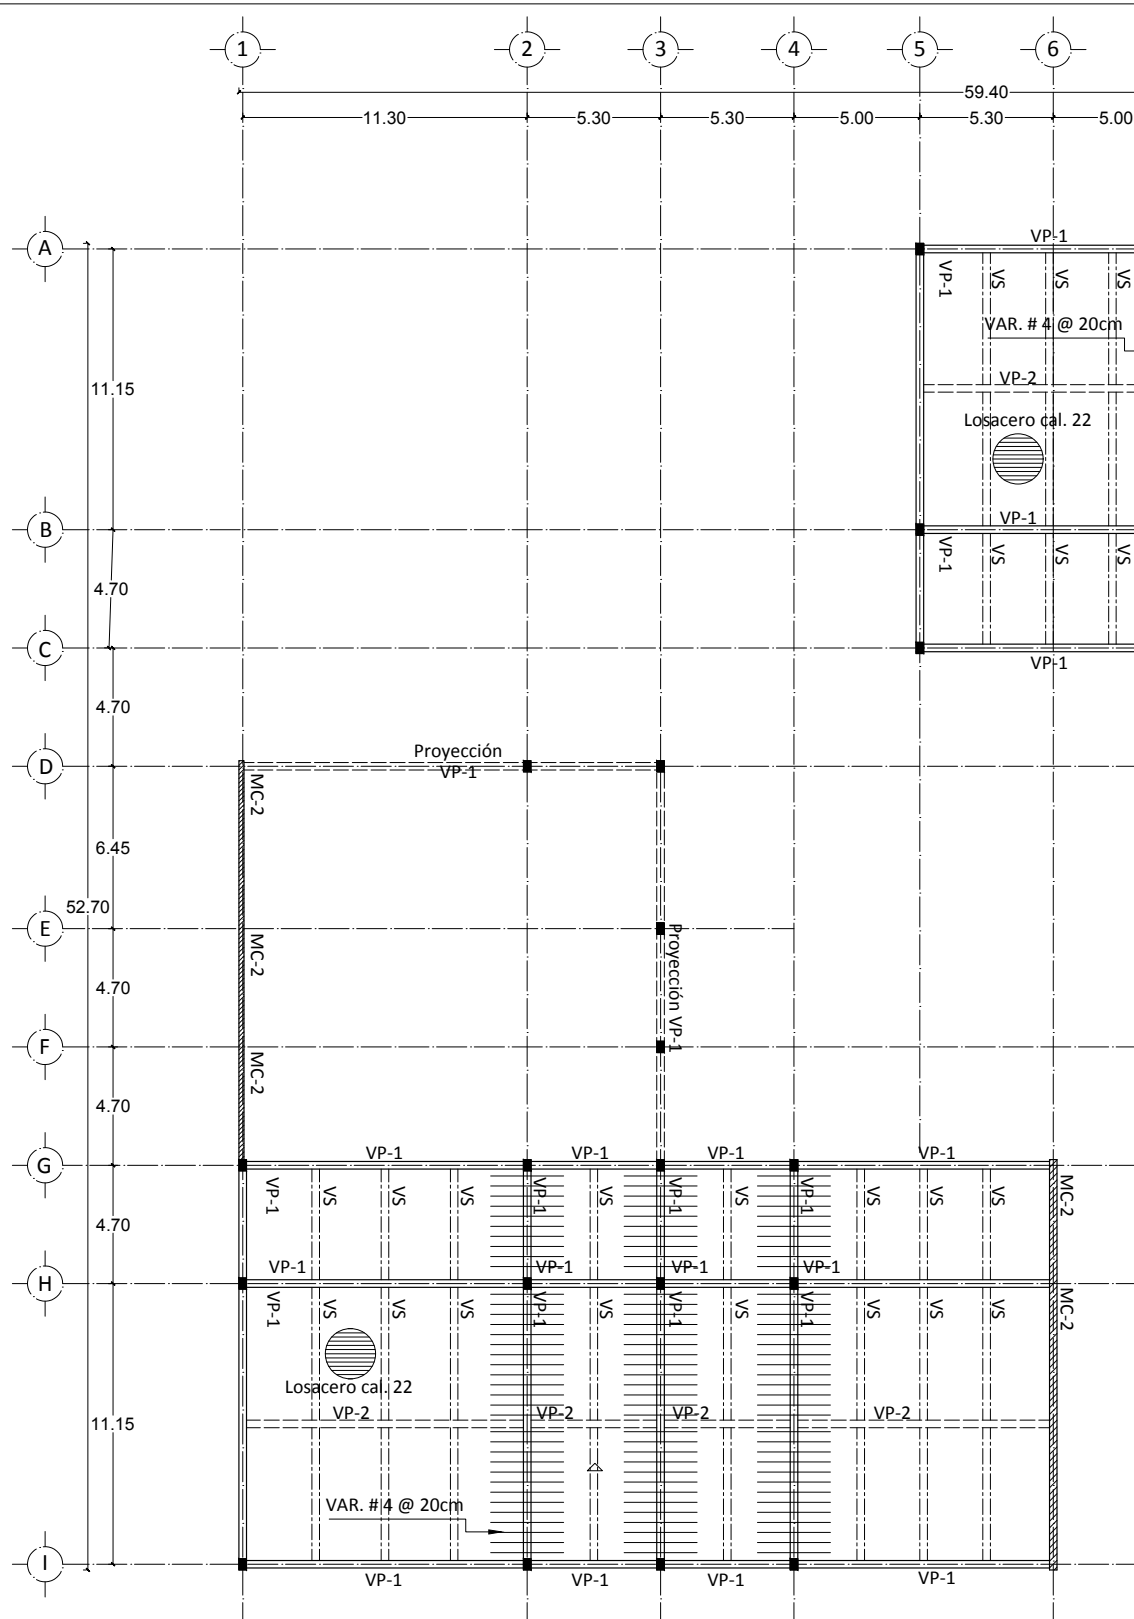 1 2 3 4 5 6
59.40
11.30 5.30 5.30 5.00 5.30 5.00
A
VP-1
VP-1 VS VS VS
VAR. # 4 @ 20cm
VP-2
11.15
Losacero cal. 22
B
VP-1
VP-1 VS VS VS
4.70
C
VP-1
4.70
D
Proyección
VP-1
MC-2
6.45
52.70
E
Proyección VP-1
MC-2
4.70
F
MC-2
4.70
G
VP-1 VP-1 VP-1 VP-1
VP-1 VS VS VS VP-1 VS VP-1 VS VP-1 VS VS VS MC-2
4.70
VP-1 VP-1 VP-1 VP-1
H
VP-1 VS VS VS VP-1 VS VP-1 VS VP-1 VS VS VS MC-2
Losacero cal. 22
VP-2 VP-2 VP-2 VP-2
11.15
VAR. # 4 @ 20cm
I
VP-1 VP-1 VP-1 VP-1